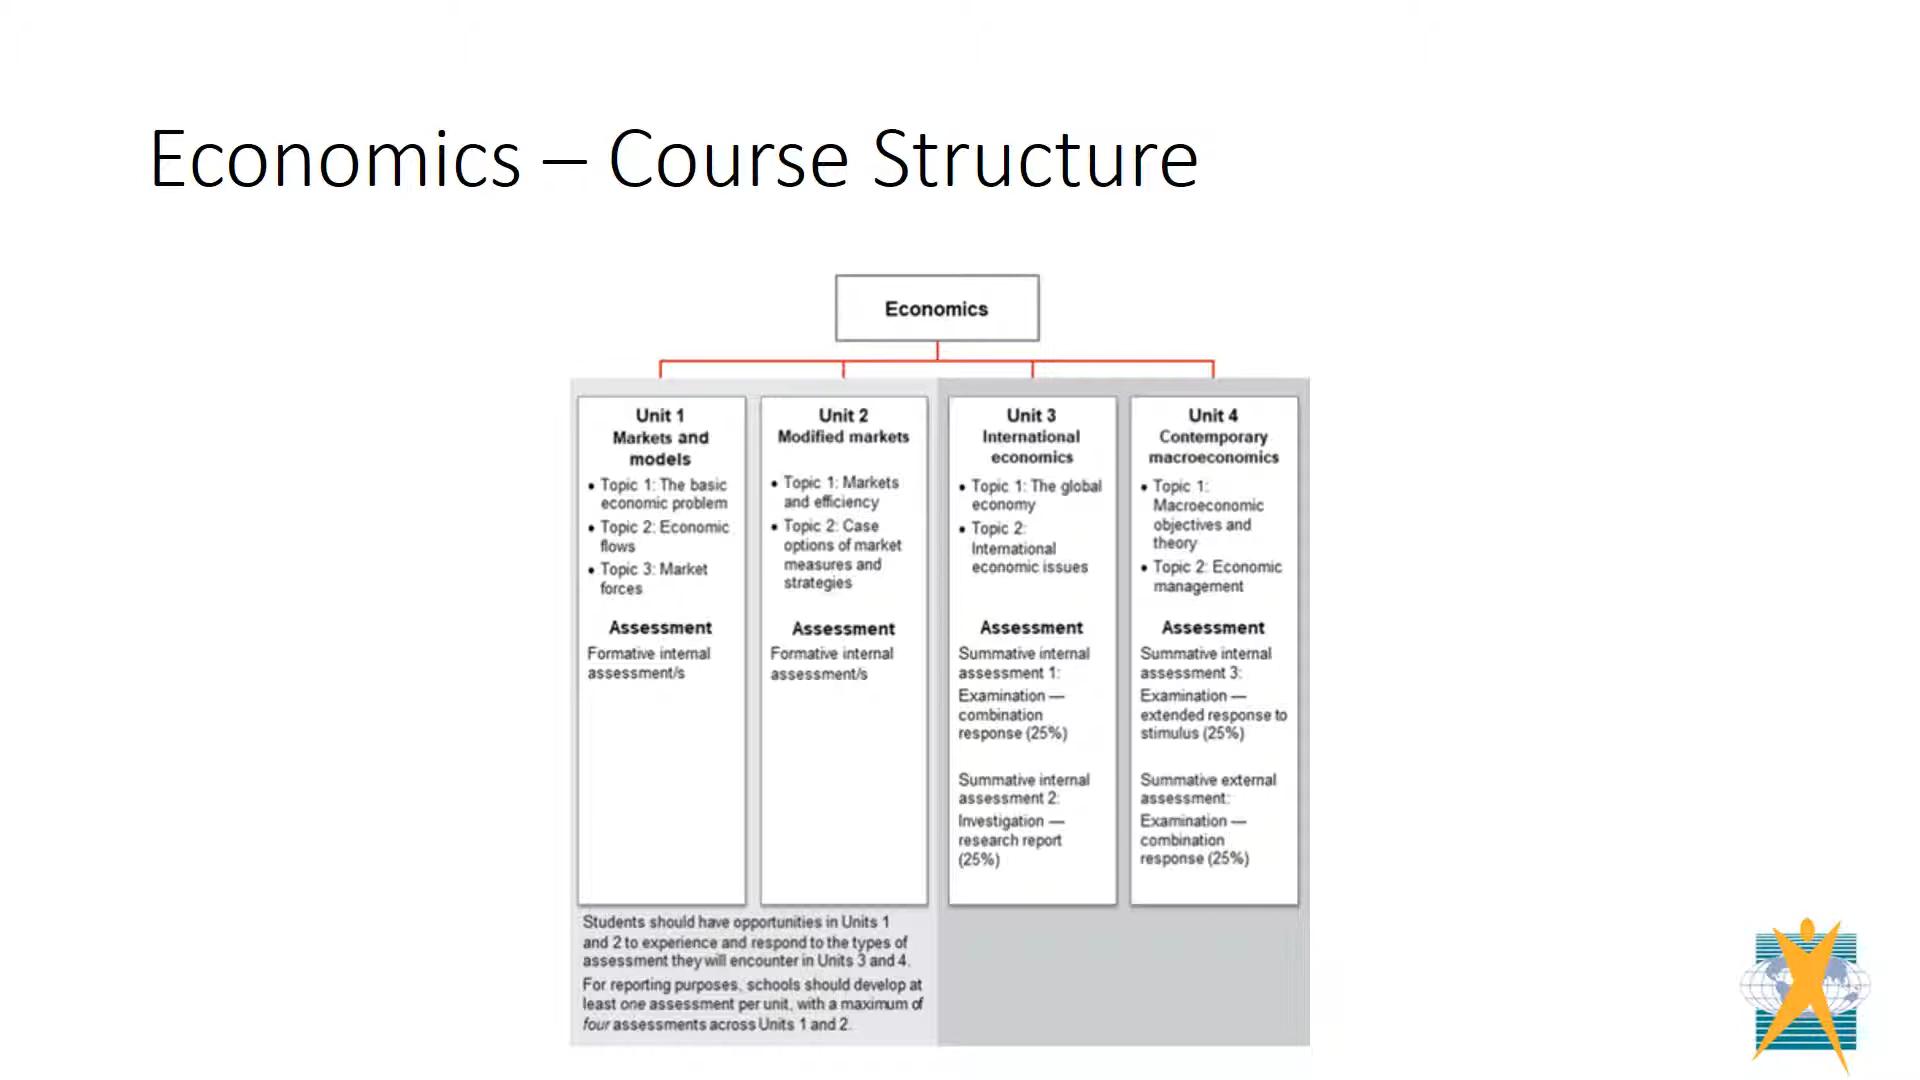 Economics – Course Structure
Economics
Unit 1
Markets and
models
• Topic 1: The basic
economic problem
• Topic 2: Economic
flows
• Topic 3: Market
forces
Assessment
Formative internal
assessment/s
Unit 2
Modified markets
• Topic 1: Markets
and efficiency
• Topic 2: Case
options of market
measures and
strategies
Assessment
Formative internal
assessment/s
Unit 3
International
economics
• Topic 1: The global
economy
• Topic 2:
International
economic issues
Assessment
Summative internal
assessment 1:
Examination —
combination
response (25%)
Summative internal
assessment 2:
Investigation —
research report
(25%)
Unit 4
Contemporary
macroeconomics
• Topic 1:
Macroeconomic
objectives and
theory
• Topic 2: Economic
management
Assessment
Summative internal
assessment 3:
Examination —
extended response to
stimulus (25%)
Summative external
assessment:
Examination —
combination
response (25%)
Students should have opportunities in Units 1
and 2 to experience and respond to the types of
assessment they will encounter in Units 3 and 4.
For reporting purposes, schools should develop at
least one assessment per unit, with a maximum of
four assessments across Units 1 and 2.